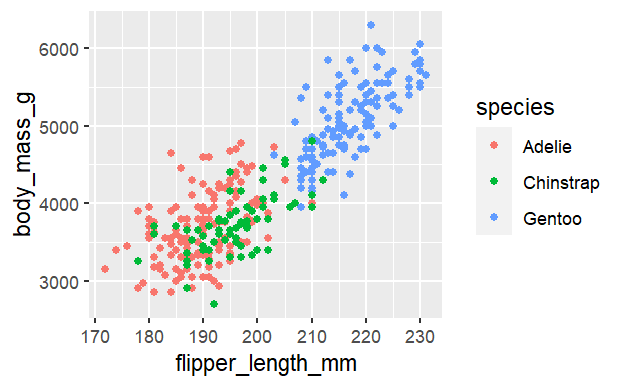 6000
5000
4000
3000
body_mass_g
170 180 190 200 210 220 230
flipper_length_mm
species
Adelie
Chinstrap
Gentoo